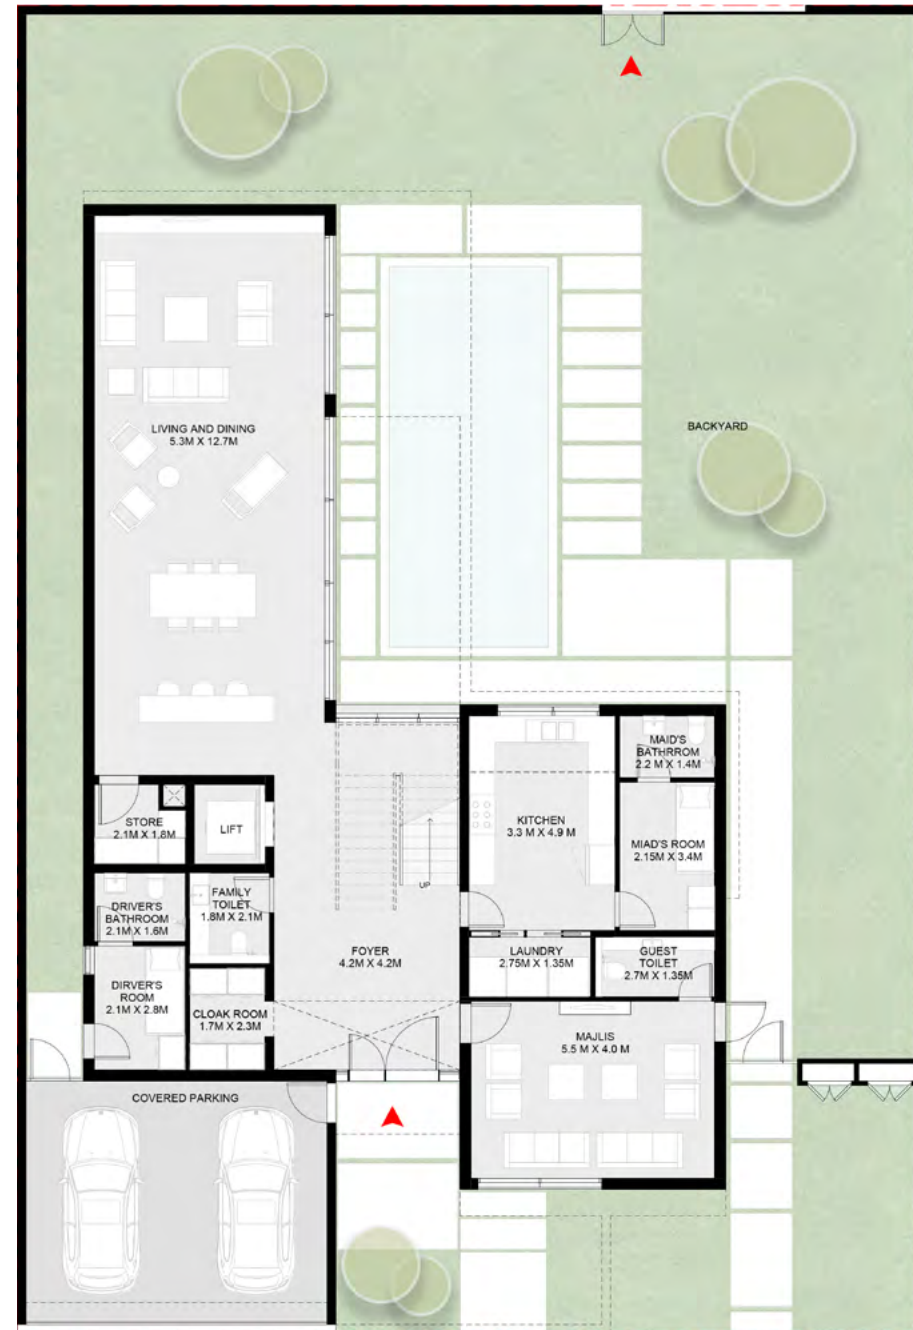 LIVING AND DINING
5.3M X 12.7M
BACKYARD
MAID'S
BATHRROM
2.2 M X 1.4M
STORE
2.1M X 1.8M
LIFT
KITCHEN
3.3 M X 4.9 M
MIAD'S ROOM
2.15M X 3.4M
UP
DRIVER'S
BATHROOM
2.1M X 1.6M
FAMILY
TOILET
1.8M X 2.1M
FOYER
4.2M X 4.2M
LAUNDRY
2.75M X 1.35M
GUEST
TOILET
2.7M X 1.35M
DIRVER'S
ROOM
2.1M X 2.8M
CLOAK ROOM
1.7M X 2.3M
MAJLIS
5.5 M X 4.0 M
COVERED PARKING